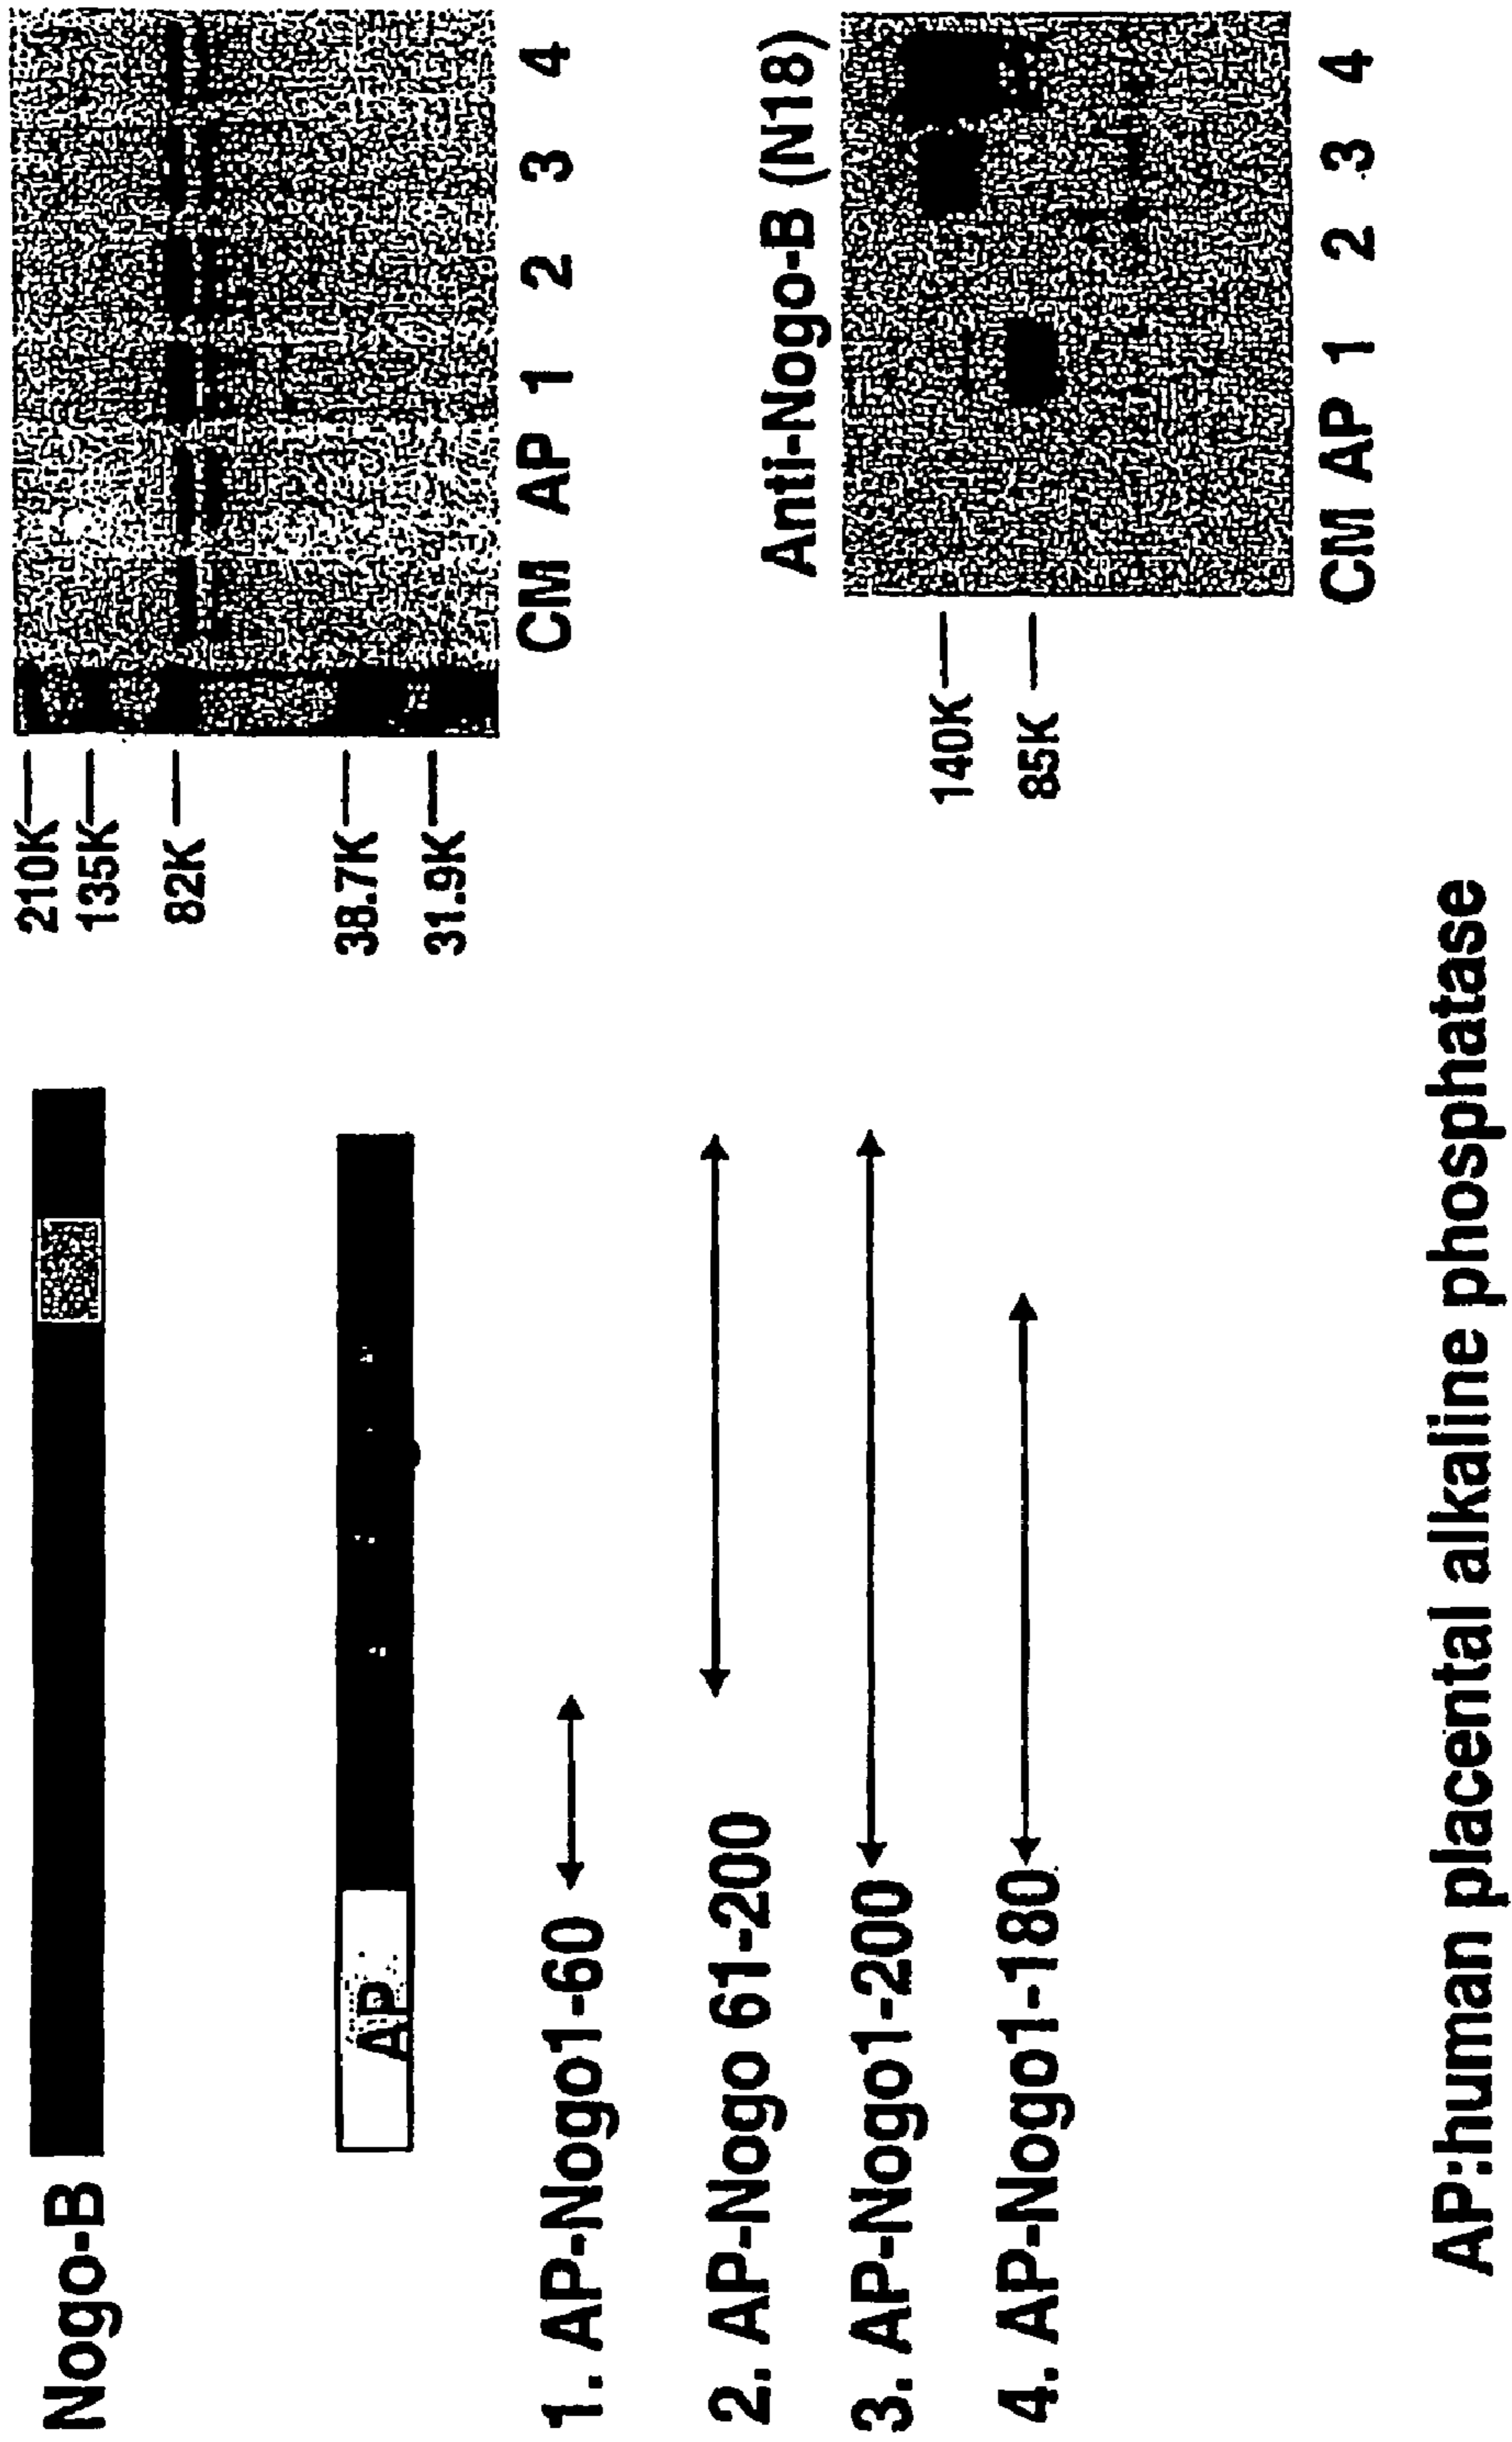 Nogo-B
AP
1. AP-Nogo1-60
2. AP-Nogo 61-200
3. AP-Nogo1-200
4. AP-Nogo1-180
AP:human placental alkaline phosphatase
210K
135K
82K
38.7K
31.9K
CM AP 1 2 3 4
Anti-Nogo-B (N18)
140K
85K
CM AP 1 2 3 4